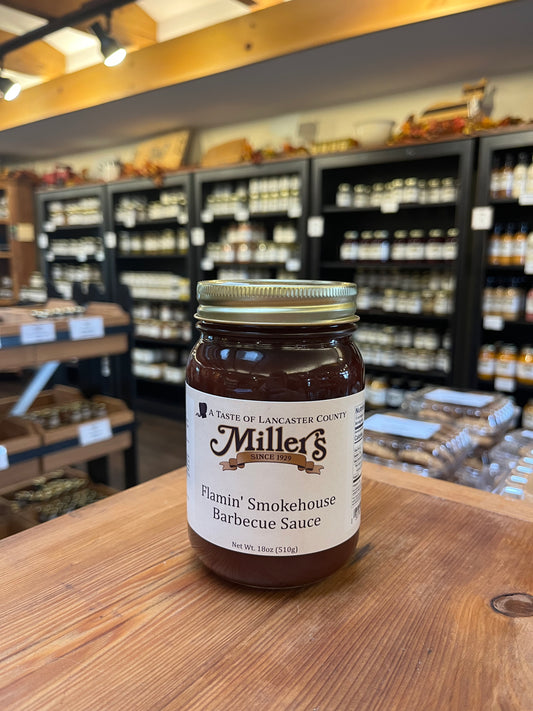 A Taste of Lancaster County
Miller's
SINCE 1929
Flamin' Smokehouse
Barbecue Sauce
Net Wt. 18oz (510g)